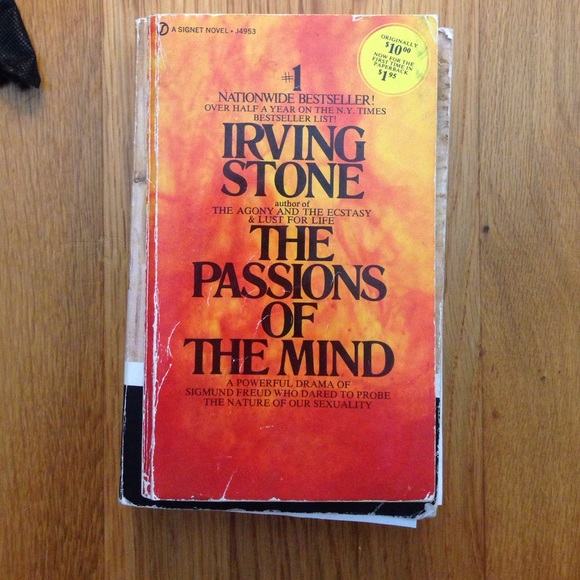 A SIGNET NOVEL • J4953
ORIGINALLY
$10.00
NOW FOR THE
FIRST TIME IN
PAPERBACK
$1.95
#1
NATIONWIDE BESTSELLER!
OVER HALF A YEAR ON THE N.Y. TIMES
BESTSELLER LIST!
IRVING
STONE
author of
THE AGONY AND THE ECSTASY
& LUST FOR LIFE
THE
PASSIONS
OF
THE MIND
A POWERFUL DRAMA OF
SIGMUND FREUD WHO DARED TO PROBE
THE NATURE OF OUR SEXUALITY